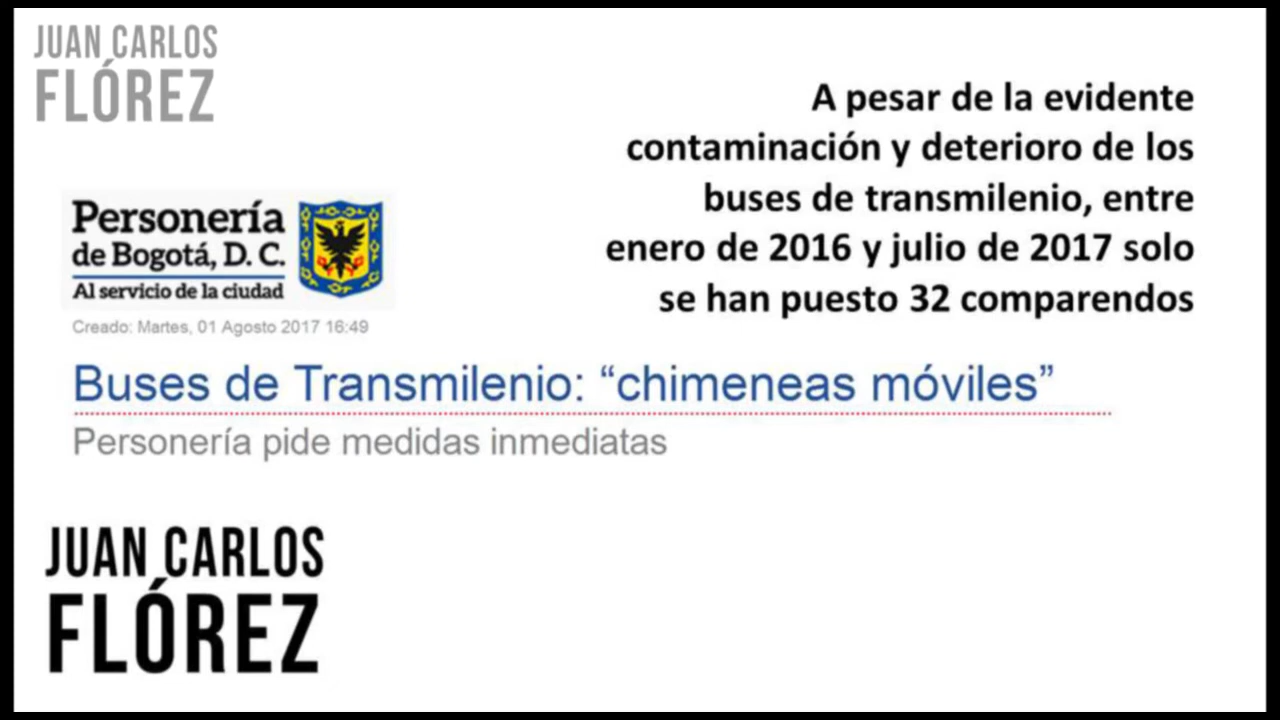 JUAN CARLOS
FLÓREZ
A pesar de la evidente
contaminación y deterioro de los
buses de transmilenio, entre
enero de 2016 y julio de 2017 solo
se han puesto 32 comparendos
Personería
de Bogotá, D. C.
Al servicio de la ciudad
Creado: Martes, 01 Agosto 2017 16:49
Buses de Transmilenio: “chimeneas móviles”
Personería pide medidas inmediatas
JUAN CARLOS
FLÓREZ